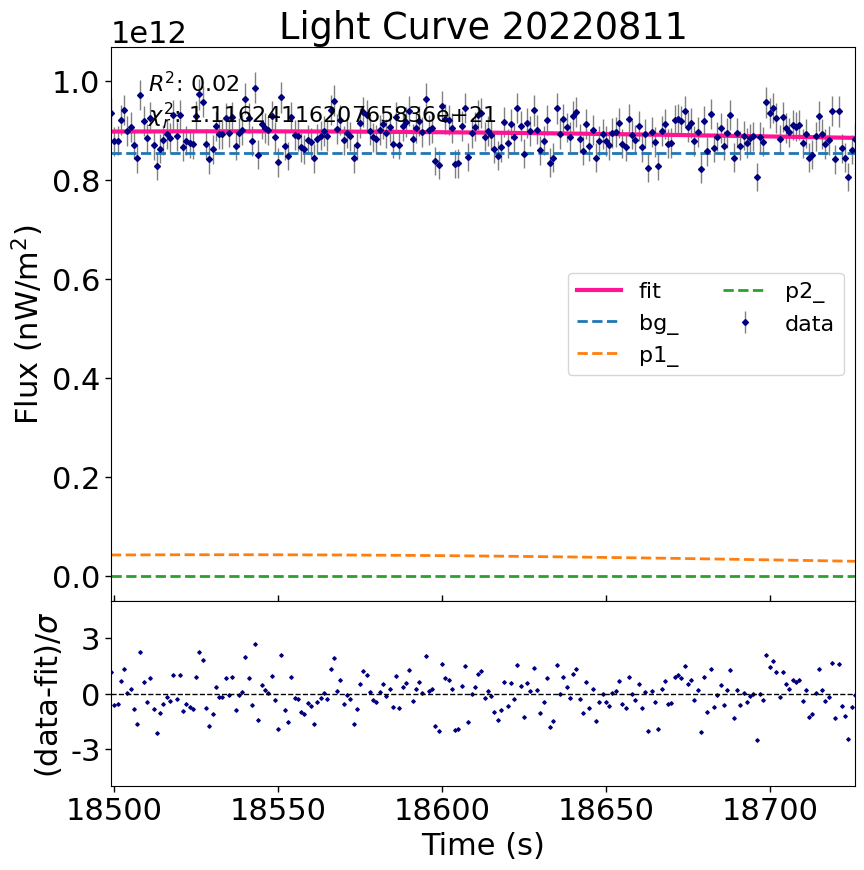 Light Curve 20220811
1e12
R²: 0.02
χ²ᵣ: 1.1162411620765836e+21
1.0
0.8
0.6
0.4
0.2
0.0
Flux (nW/m²)
fit
bg_
p1_
p2_
data
3
0
-3
(data-fit)/σ
18500
18550
18600
18650
18700
Time (s)